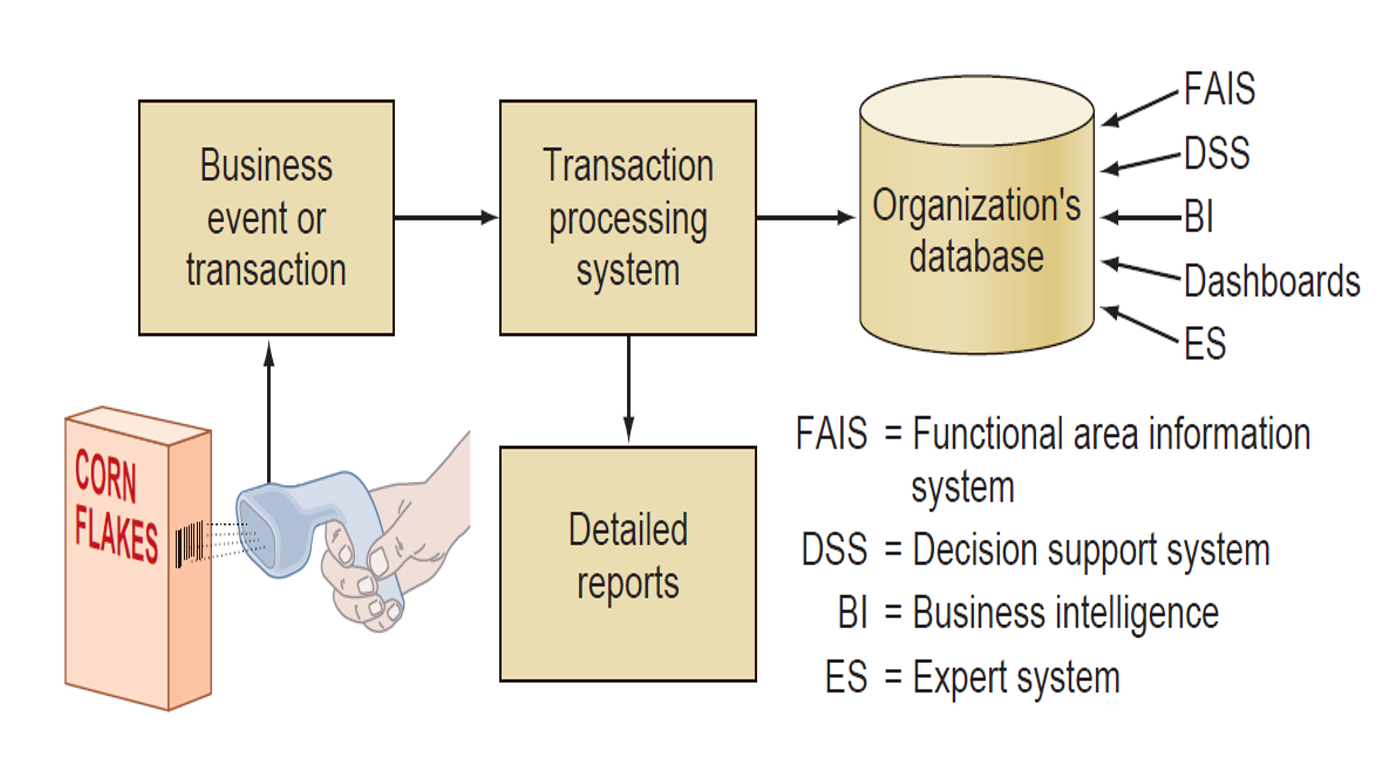 Business
event or
transaction
Transaction
processing
system
Organization's
database
FAIS
DSS
BI
Dashboards
ES
CORN
FLAKES
Detailed
reports
FAIS = Functional area information
system
DSS = Decision support system
BI = Business intelligence
ES = Expert system